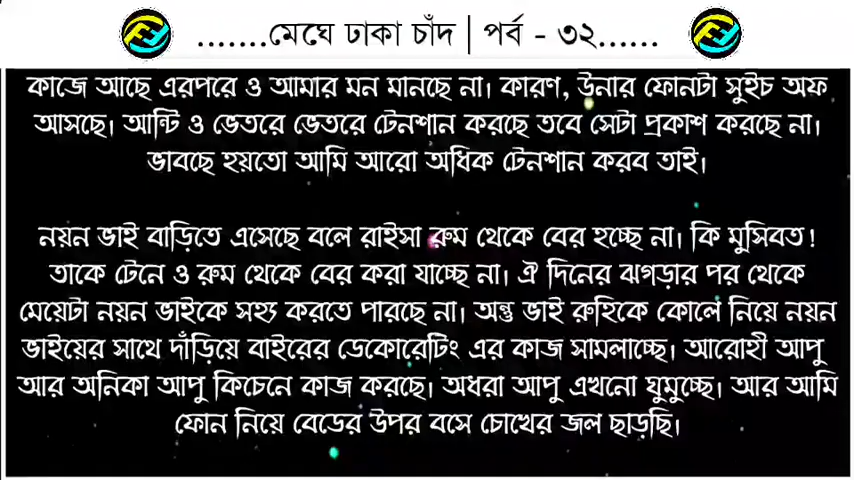 .......মেঘে ঢাকা চাঁদ | পর্ব - ৩২......
কাজে আছে এরপরে ও আমার মন মানছে না। কারণ, উনার ফোনটা সুইচ অফ
আসছে। আন্টি ও ভেতরে ভেতরে টেনশান করছে তবে সেটা প্রকাশ করছে না।
ভাবছে হয়তো আমি আরো অধিক টেনশান করব তাই।
নয়ন ভাই বাড়িতে এসেছে বলে রাইসা রুম থেকে বের হচ্ছে না। কি মুসিবত!
তাকে টেনে ও রুম থেকে বের করা যাচ্ছে না। ঐ দিনের ঝগড়ার পর থেকে
মেয়েটা নয়ন ভাইকে সহ্য করতে পারছে না। অন্তু ভাই রুহিকে কোলে নিয়ে নয়ন
ভাইয়ের সাথে দাঁড়িয়ে বাইরের ডেকোরেটিং এর কাজ সামলাচ্ছে। আরোহী আপু
আর অনিকা আপু কিচেনে কাজ করছে। অধরা আপু এখনো ঘুমুচ্ছে। আর আমি
ফোন নিয়ে বেডের উপর বসে চোখের জল ছাড়ছি।